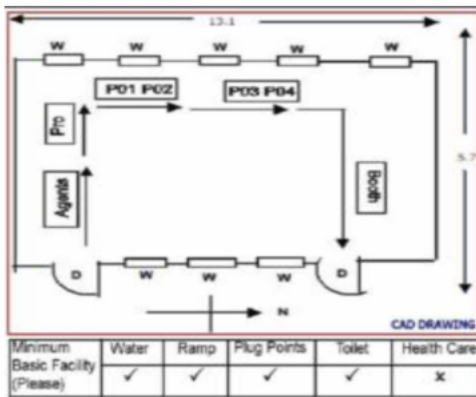 13.1
W W W W W
5.7
P01 P02
P03 P04
Pro
Agents
Booth
D W W W D
N
CAD DRAWING
Minimum Basic Facility (Please) Water Ramp Plug Points Toilet Health Care
✓ ✓ ✓ ✓ x